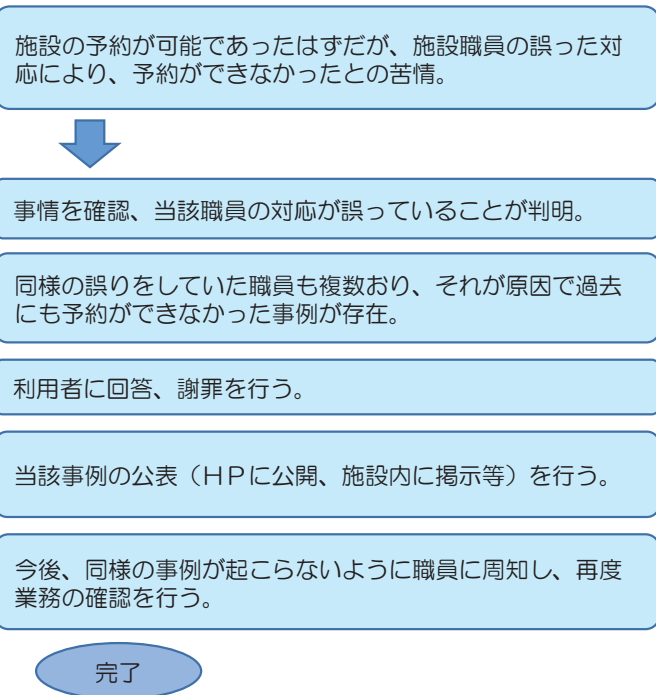 施設の予約が可能であったはずだが、施設職員の誤った対
応により、予約ができなかったとの苦情。
事情を確認、当該職員の対応が誤っていることが判明。
同様の誤りをしていた職員も複数おり、それが原因で過去
にも予約ができなかった事例が存在。
利用者に回答、謝罪を行う。
当該事例の公表（ＨＰに公開、施設内に掲示等）を行う。
今後、同様の事例が起こらないように職員に周知し、再度
業務の確認を行う。
完了